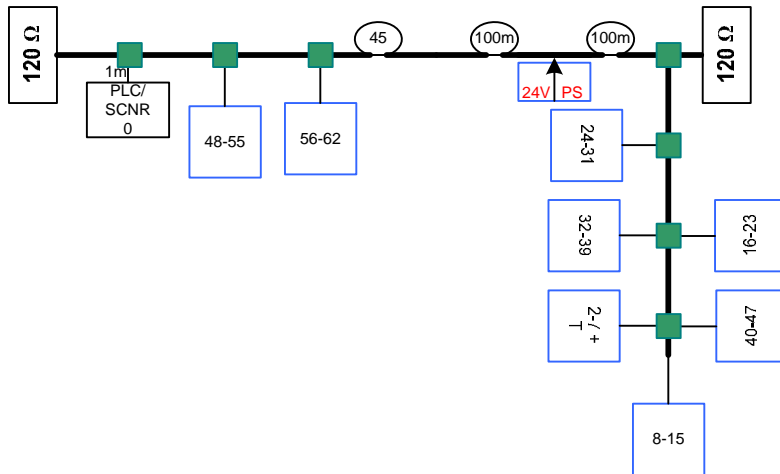 120 Ω
45
100m
100m
120 Ω
1m
PLC/
SCNR
0
48-55
56-62
24V PS
24-31
32-39
16-23
2-7 +
T
40-47
8-15